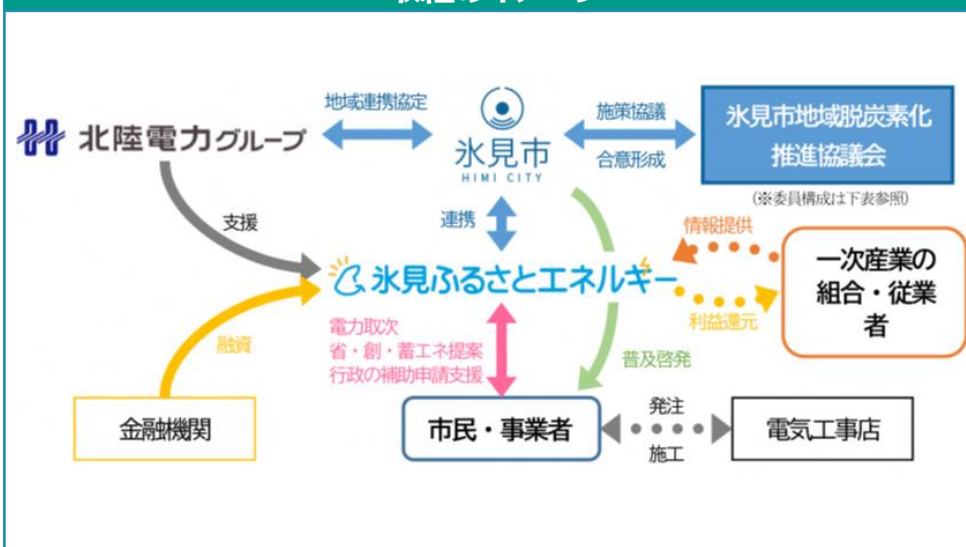 地域連携協定
北陸電力グループ
氷見市
HIMI CITY
施策協議
合意形成
氷見市地域脱炭素化
推進協議会
(※委員構成は下表参照)
支援
連携
情報提供
一次産業の
組合・従業
者
氷見ふるさとエネルギー
利益還元
融資
電力取次
省・創・蓄エネ提案
行政の補助申請支援
普及啓発
金融機関
市民・事業者
発注
施工
電気工事店